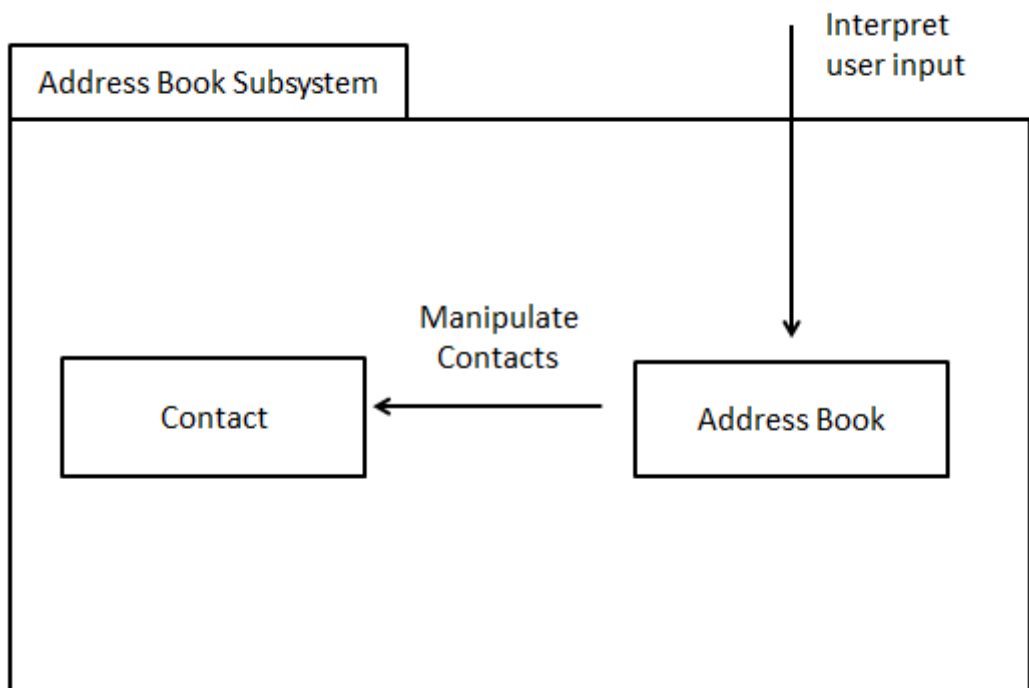 Interpret
user input
Address Book Subsystem
Manipulate
Contacts
Contact
Address Book